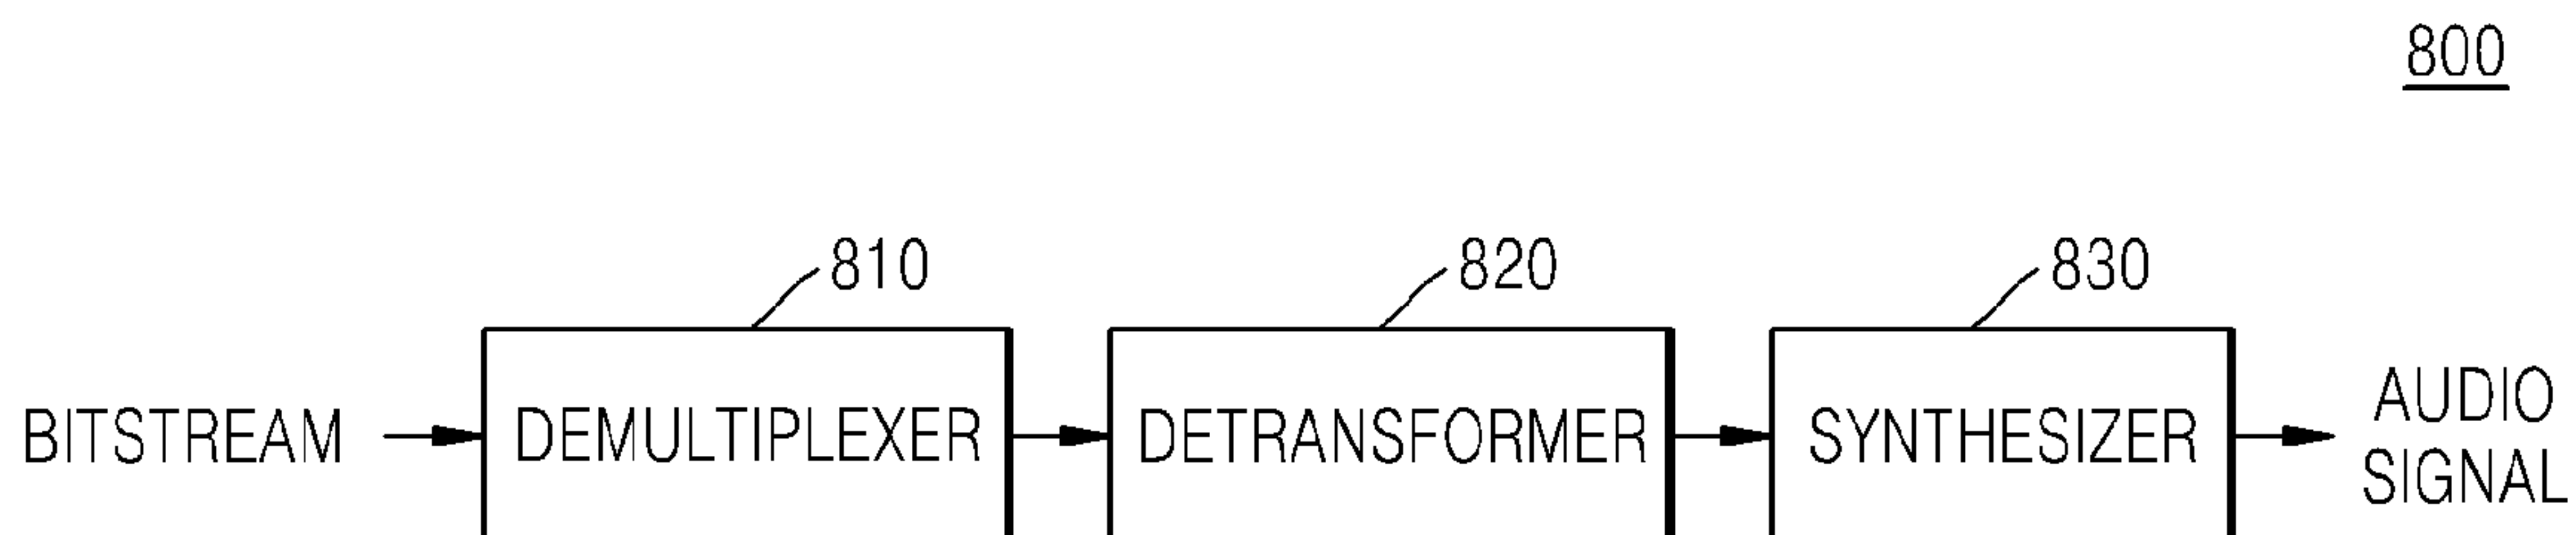 800
810
820
830
BITSTREAM
DEMULTIPLEXER
DETRANSFORMER
SYNTHESIZER
AUDIO
SIGNAL